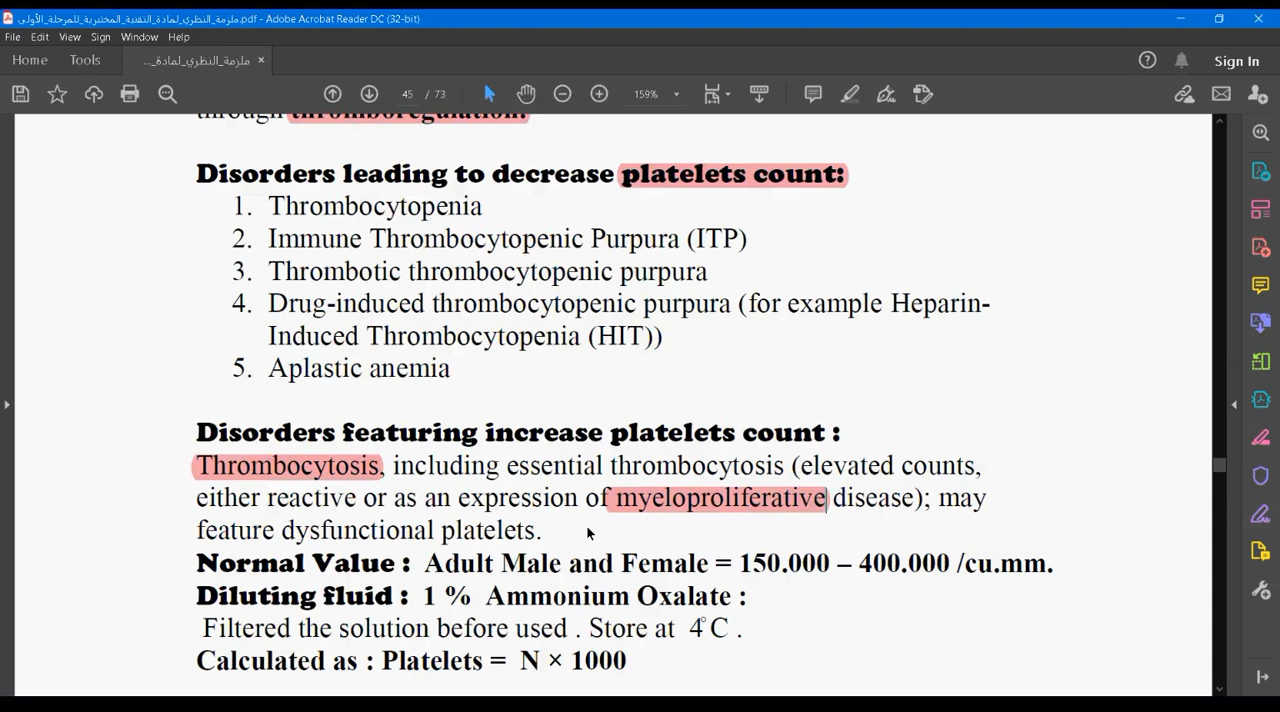 ملزمة_النظري_لمادة_التقنية_المختبرية_للمرحلة_الأولى.pdf - Adobe Acrobat Reader DC (32-bit)
File Edit View Sign Window Help
Home Tools ملزمة_النظري_لمادة_... × Sign In
45 / 73 159%
through thromboregulation.
Disorders leading to decrease platelets count:
1. Thrombocytopenia
2. Immune Thrombocytopenic Purpura (ITP)
3. Thrombotic thrombocytopenic purpura
4. Drug-induced thrombocytopenic purpura (for example Heparin-
Induced Thrombocytopenia (HIT))
5. Aplastic anemia
Disorders featuring increase platelets count :
Thrombocytosis, including essential thrombocytosis (elevated counts,
either reactive or as an expression of myeloproliferative disease); may
feature dysfunctional platelets.
Normal Value : Adult Male and Female = 150.000 – 400.000 /cu.mm.
Diluting fluid : 1 % Ammonium Oxalate :
Filtered the solution before used . Store at 4°C .
Calculated as : Platelets = N × 1000